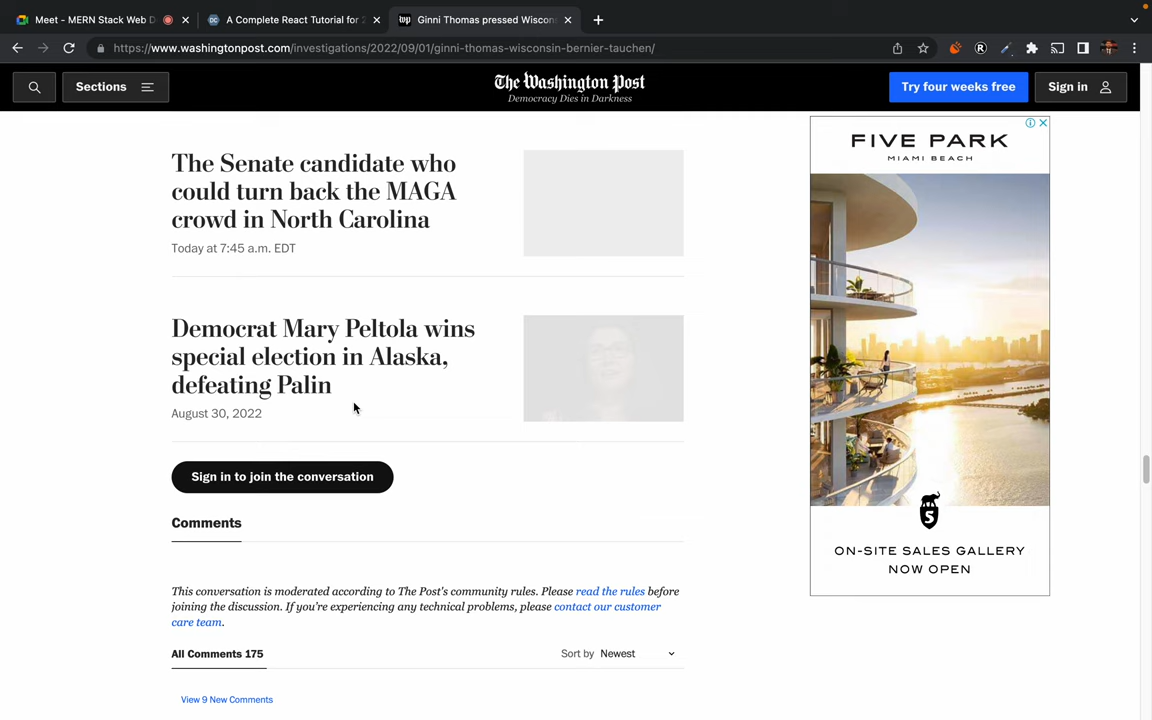 Meet - MERN Stack Web D
A Complete React Tutorial for 2
Ginni Thomas pressed Wiscons
https://www.washingtonpost.com/investigations/2022/09/01/ginni-thomas-wisconsin-bernier-tauchen/
Sections
The Washington Post
Democracy Dies in Darkness
Try four weeks free
Sign in
The Senate candidate who
could turn back the MAGA
crowd in North Carolina
Today at 7:45 a.m. EDT
Democrat Mary Peltola wins
special election in Alaska,
defeating Palin
August 30, 2022
Sign in to join the conversation
Comments
This conversation is moderated according to The Post's community rules. Please read the rules before
joining the discussion. If you're experiencing any technical problems, please contact our customer
care team.
All Comments 175
Sort by Newest
View 9 New Comments
FIVE PARK
MIAMI BEACH
S
ON-SITE SALES GALLERY
NOW OPEN